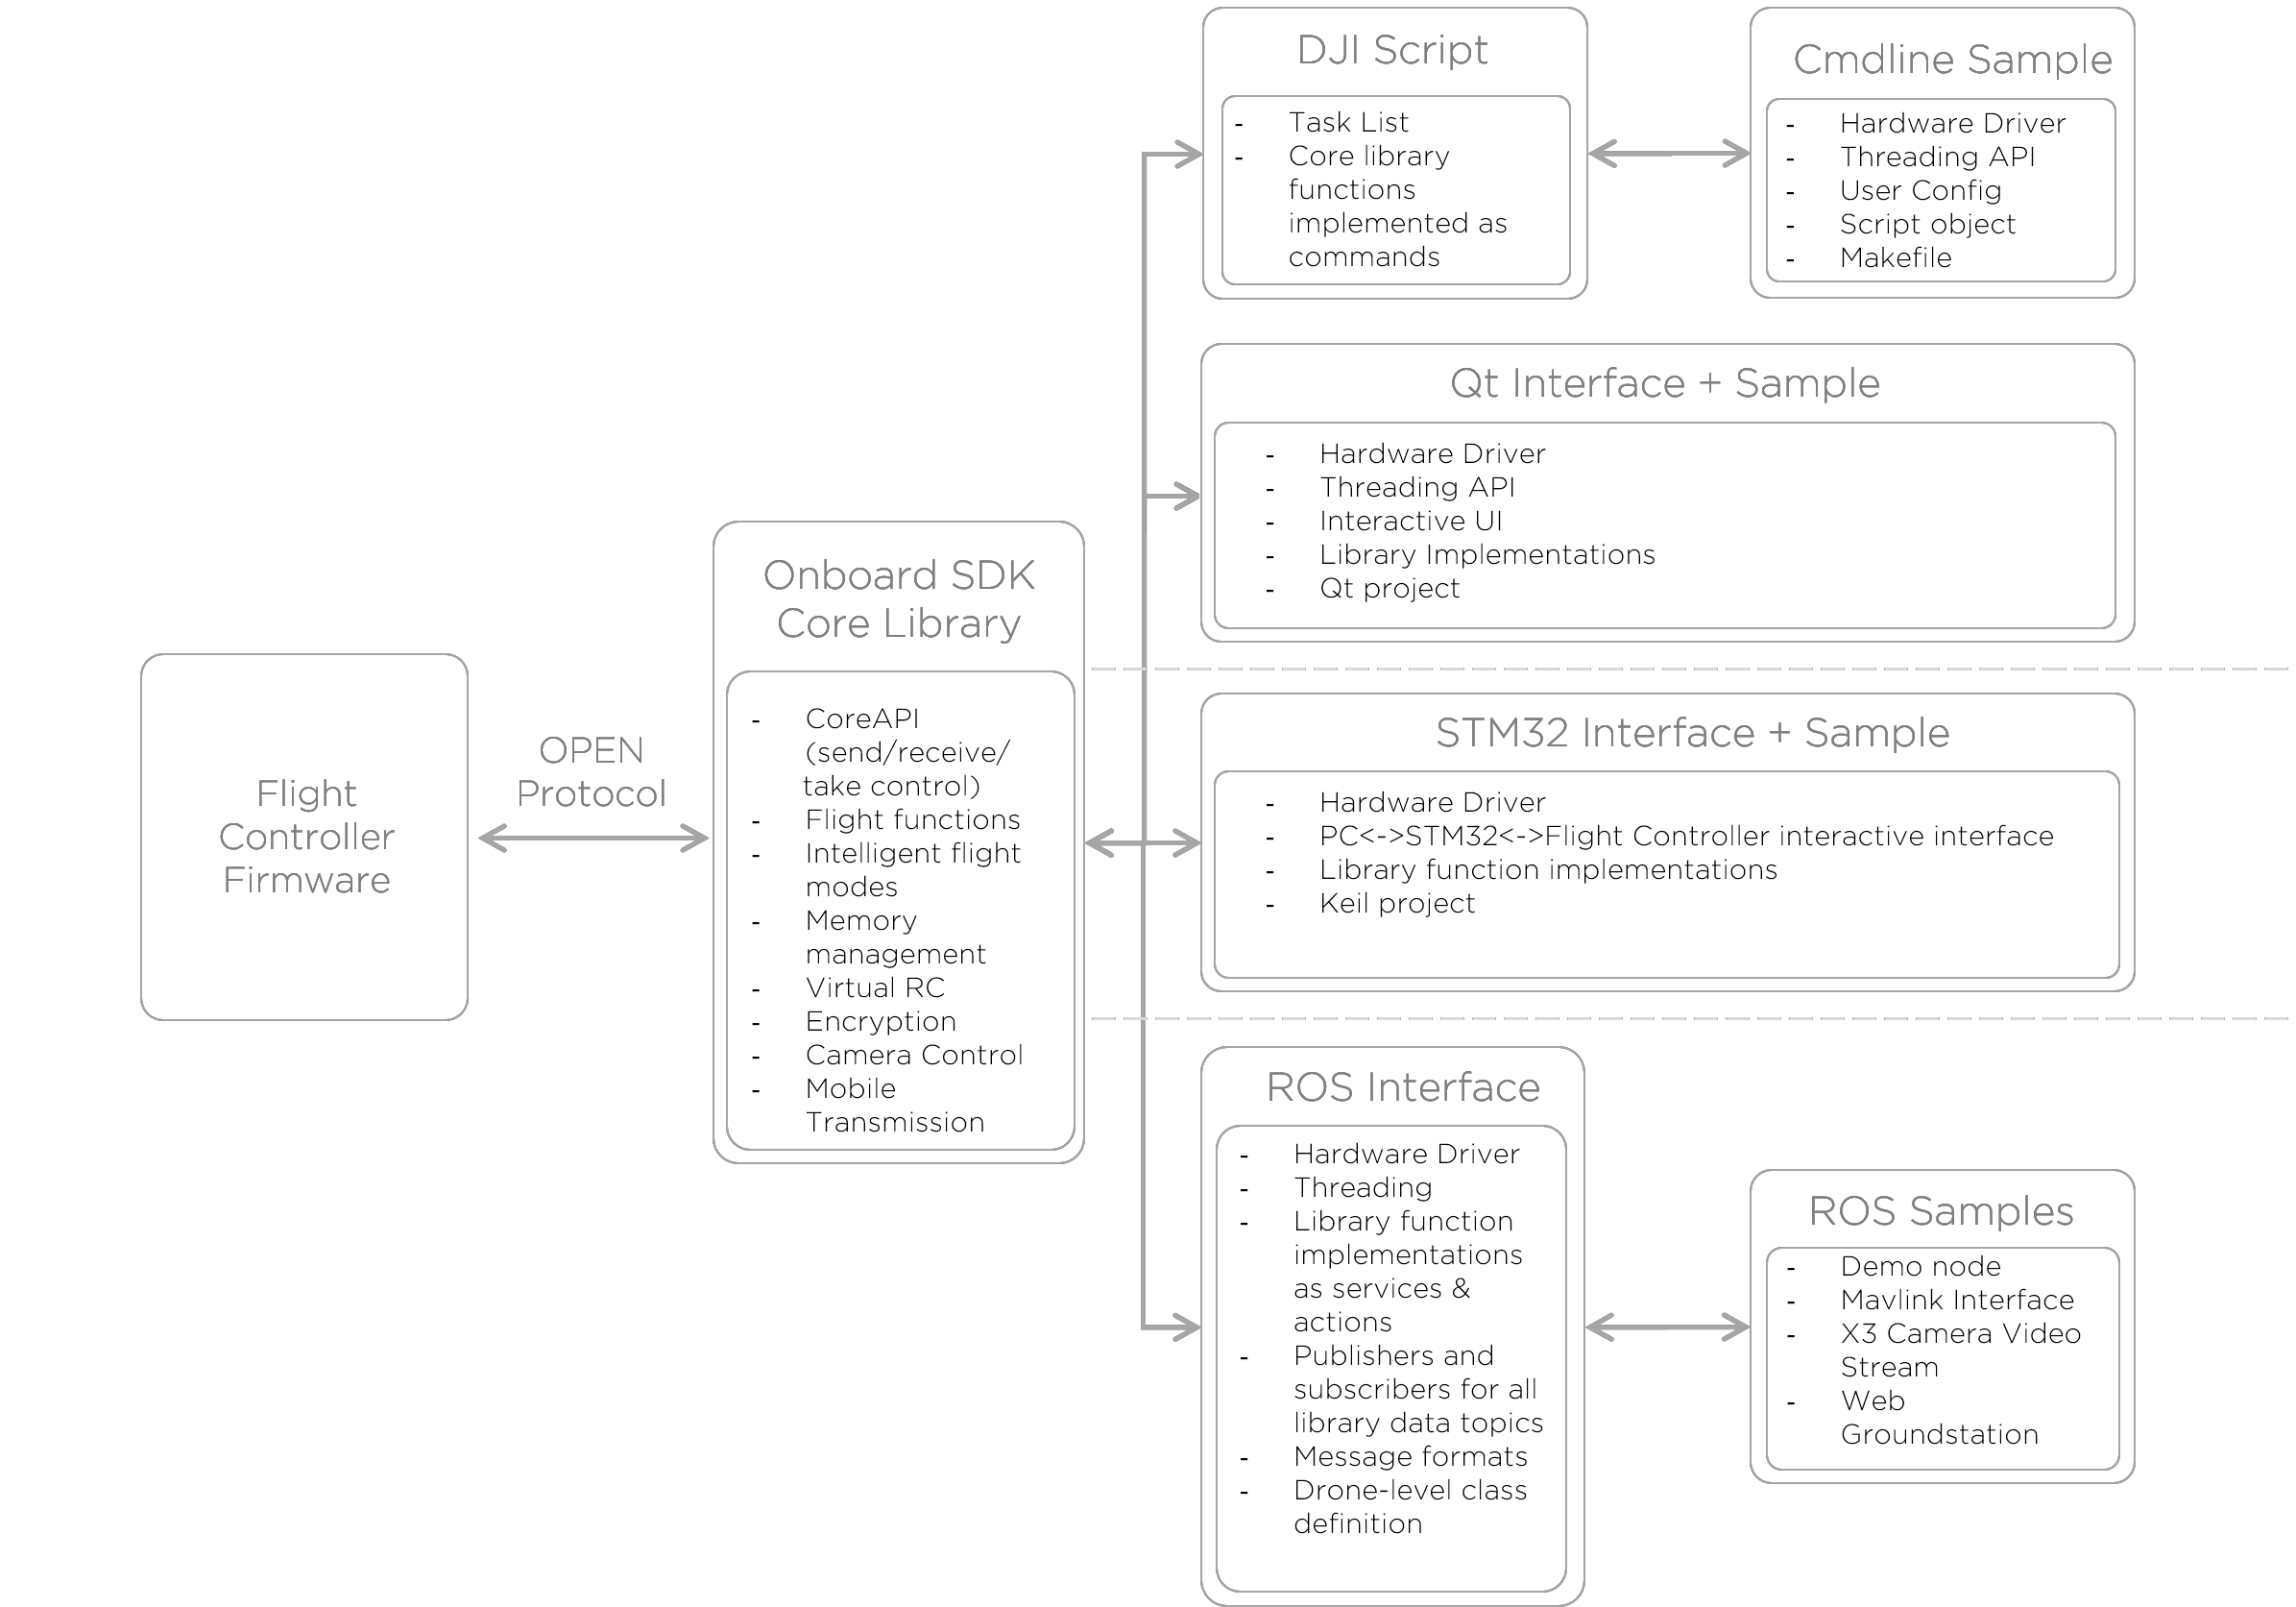 DJI Script
- Task List
- Core library
functions
implemented as
commands
Cmdline Sample
- Hardware Driver
- Threading API
- User Config
- Script object
- Makefile
Qt Interface + Sample
- Hardware Driver
- Threading API
- Interactive UI
- Library Implementations
- Qt project
Flight
Controller
Firmware
OPEN
Protocol
Onboard SDK
Core Library
- CoreAPI
(send/receive/
take control)
- Flight functions
- Intelligent flight
modes
- Memory
management
- Virtual RC
- Encryption
- Camera Control
- Mobile
Transmission
STM32 Interface + Sample
- Hardware Driver
- PC<->STM32<->Flight Controller interactive interface
- Library function implementations
- Keil project
ROS Interface
- Hardware Driver
- Threading
- Library function
implementations
as services &
actions
- Publishers and
subscribers for all
library data topics
- Message formats
- Drone-level class
definition
ROS Samples
- Demo node
- Mavlink Interface
- X3 Camera Video
Stream
- Web
Groundstation